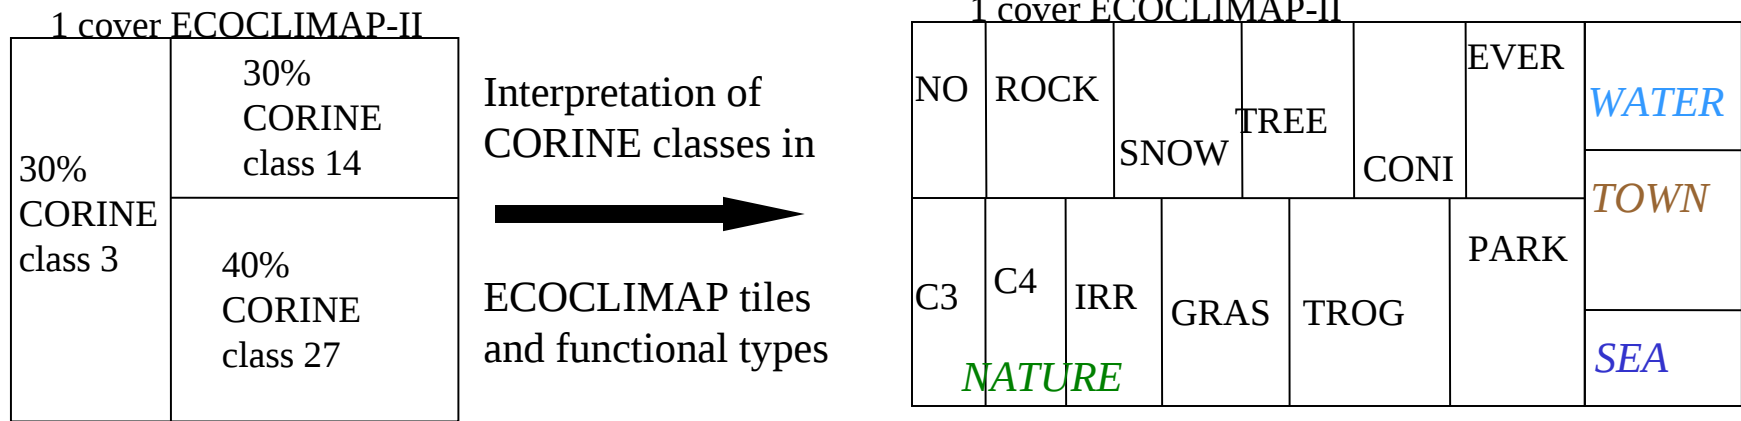 1 cover ECOCLIMAP-II
30%
CORINE
class 3
30%
CORINE
class 14
40%
CORINE
class 27
Interpretation of
CORINE classes in
ECOCLIMAP tiles
and functional types
1 cover ECOCLIMAP-II
NO
ROCK
SNOW
TREE
CONI
EVER
C3
C4
IRR
GRAS
TROG
PARK
NATURE
WATER
TOWN
SEA